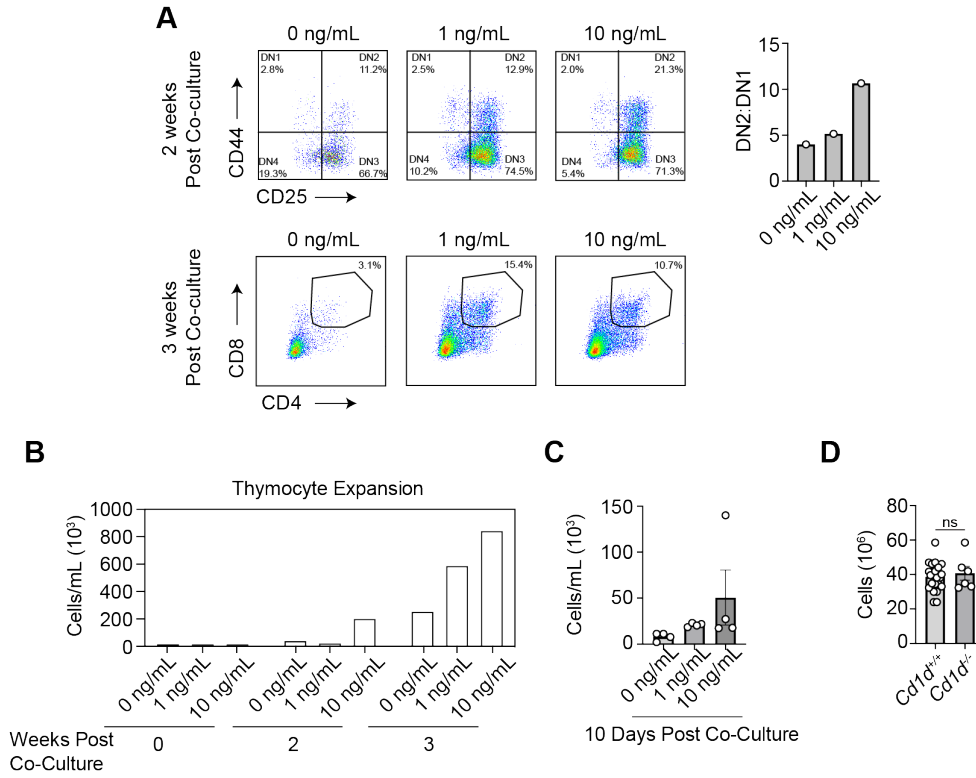 A
0 ng/mL
1 ng/mL
10 ng/mL
2 weeks
Post Co-culture
CD44
DN1
2.8%
DN2
11.2%
DN4
19.3%
DN3
66.7%
DN1
2.5%
DN2
12.9%
DN4
10.2%
DN3
74.5%
DN1
2.0%
DN2
21.3%
DN4
5.4%
DN3
71.3%
CD25
DN2:DN1
15
10
5
0
0 ng/mL
1 ng/mL
10 ng/mL
0 ng/mL
1 ng/mL
10 ng/mL
3 weeks
Post Co-culture
CD8
3.1%
15.4%
10.7%
CD4
B
Thymocyte Expansion
Cells/mL (10³)
1000
800
600
400
200
0
0 ng/mL
1 ng/mL
10 ng/mL
0 ng/mL
1 ng/mL
10 ng/mL
0 ng/mL
1 ng/mL
10 ng/mL
Weeks Post
Co-Culture
0
2
3
C
Cells/mL (10³)
150
100
50
0
0 ng/mL
1 ng/mL
10 ng/mL
10 Days Post Co-Culture
D
Cells (10⁶)
80
60
40
20
0
ns
Cd1d+/+
Cd1d-/-